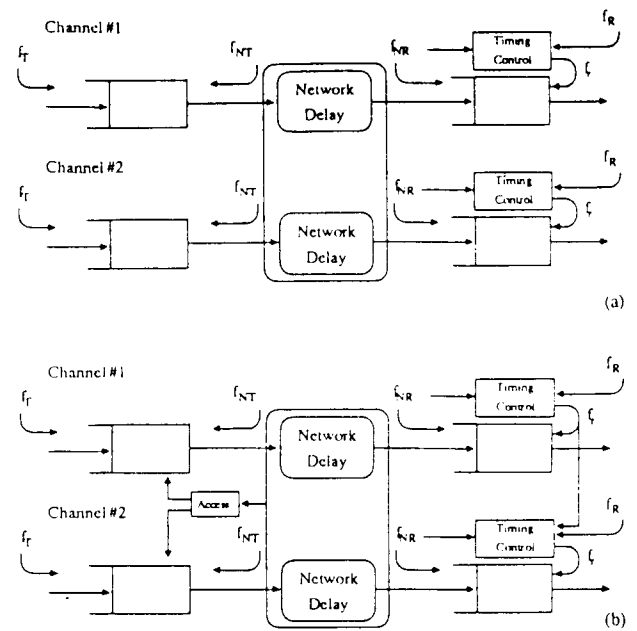 Channel #1
f_T
f_NT
f_NR
f_R
Timing
Control
Network
Delay
Channel #2
f_T
f_NT
f_NR
f_R
Timing
Control
Network
Delay
(a)
Channel #1
f_T
f_NT
f_NR
f_R
Timing
Control
Network
Delay
Access
Channel #2
f_T
f_NT
f_NR
f_R
Timing
Control
Network
Delay
(b)